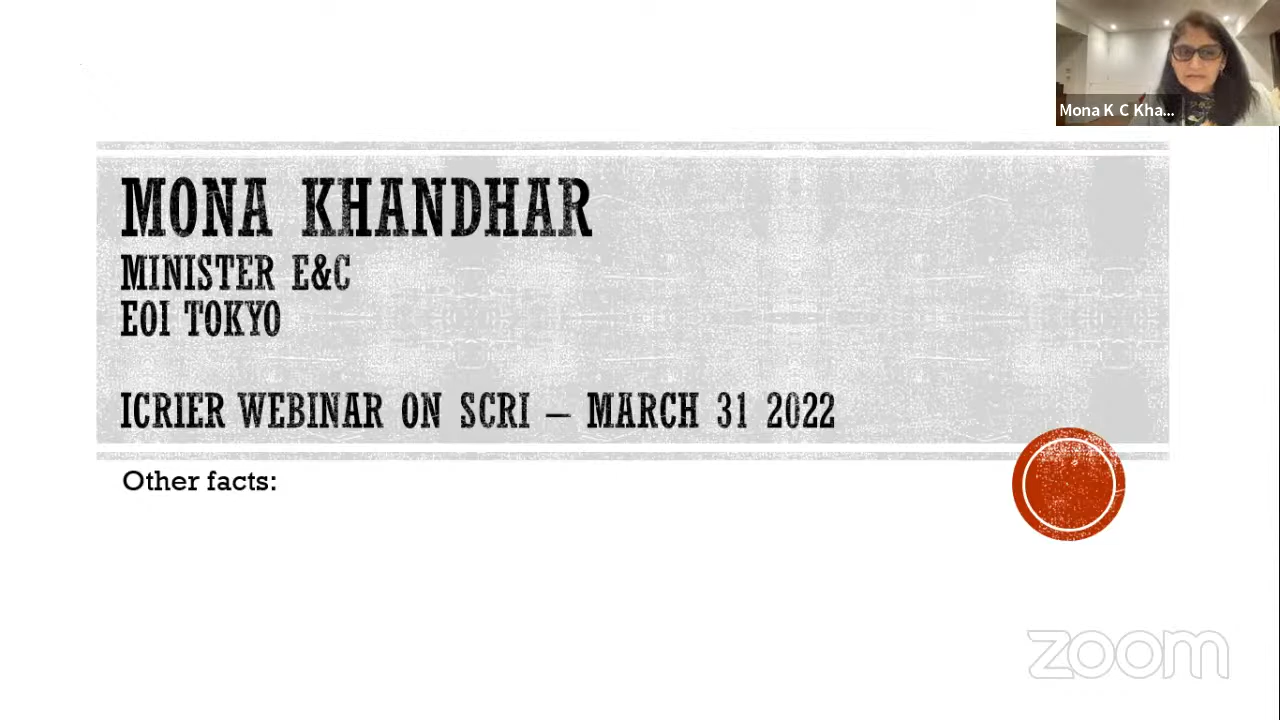 Mona K C Kha...
MONA KHANDHAR
MINISTER E&C
EOI TOKYO
ICRIER WEBINAR ON SCRI – MARCH 31 2022
Other facts:
zoom